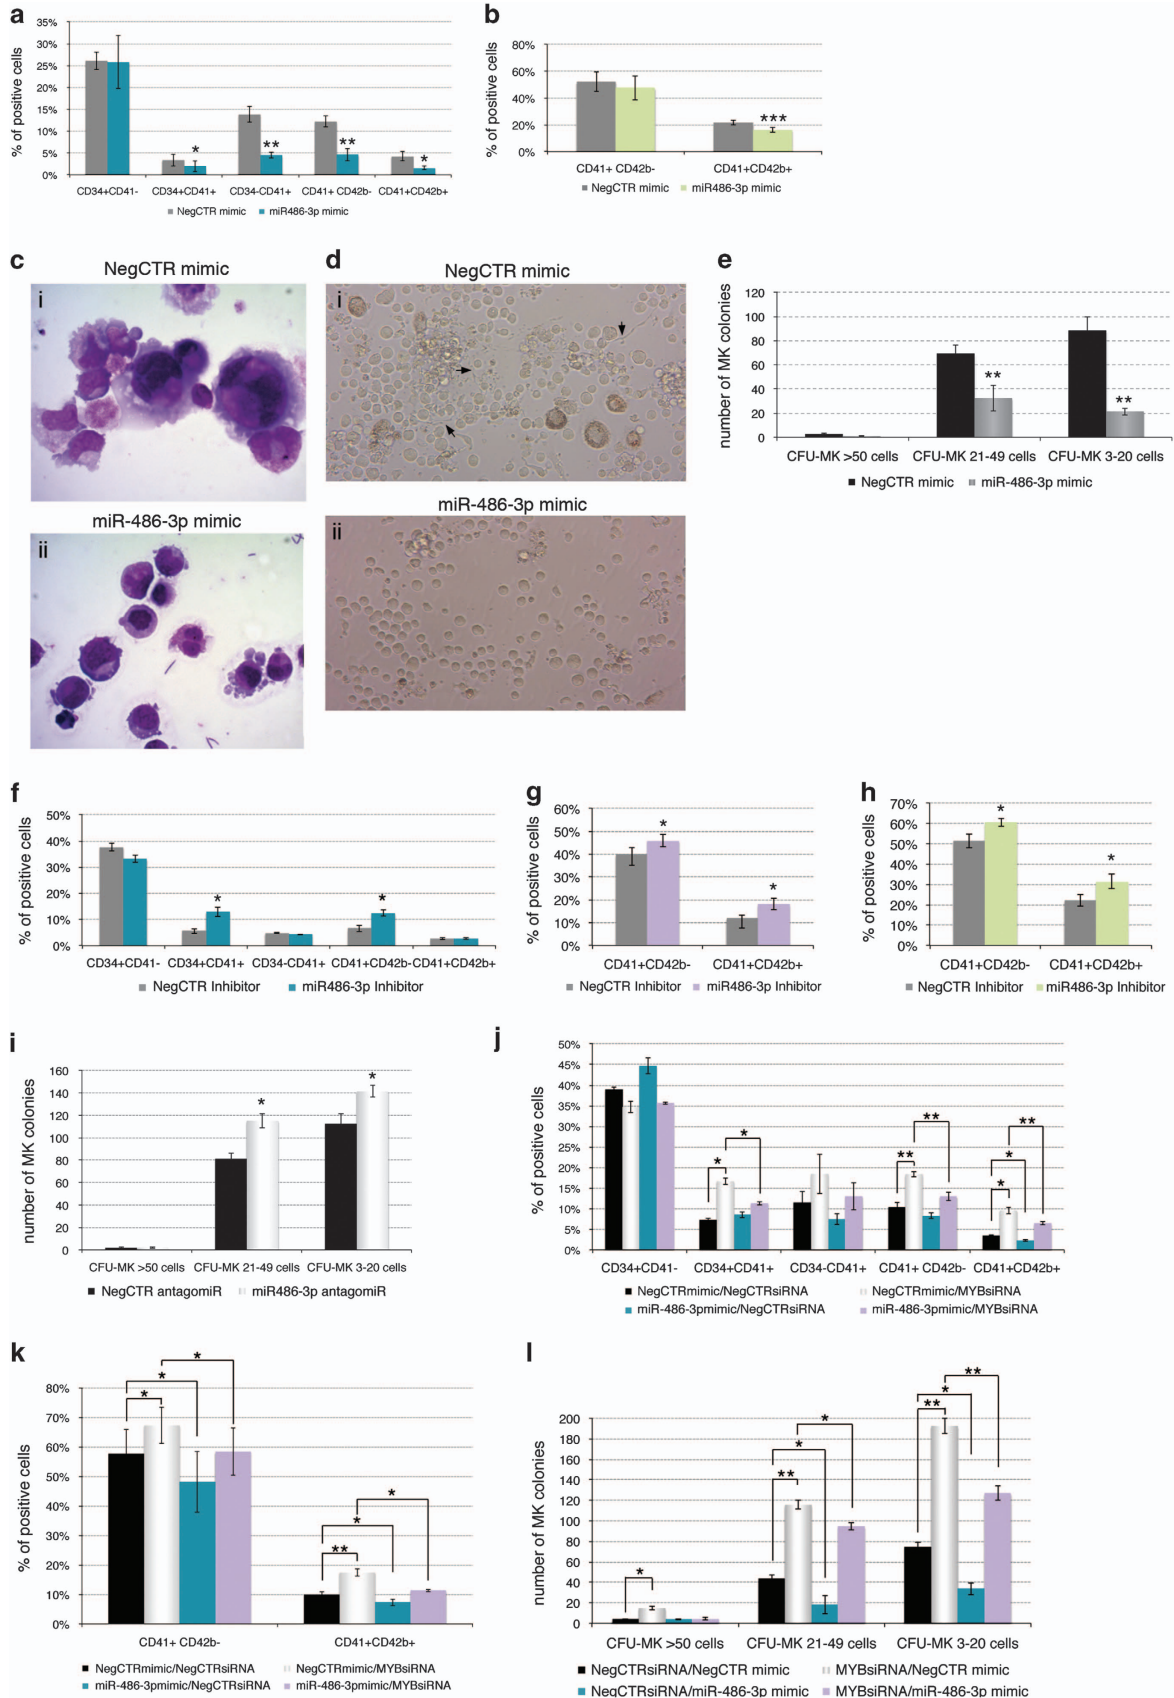 a
35%
30%
25%
20%
15%
10%
5%
0%
% of positive cells
* ** ** *
CD34+CD41- CD34+CD41+ CD34-CD41+ CD41+ CD42b- CD41+CD42b+
NegCTR mimic miR486-3p mimic
b
80%
60%
40%
20%
0%
% of positive cells
***
CD41+ CD42b- CD41+CD42b+
NegCTR mimic miR486-3p mimic
c
NegCTR mimic
i
miR-486-3p mimic
ii
d
NegCTR mimic
i
miR-486-3p mimic
ii
e
120
100
80
60
40
20
0
number of MK colonies
** **
CFU-MK >50 cells CFU-MK 21-49 cells CFU-MK 3-20 cells
NegCTR mimic miR-486-3p mimic
f
50%
40%
30%
20%
10%
0%
% of positive cells
* *
CD34+CD41- CD34+CD41+ CD34-CD41+ CD41+CD42b- CD41+CD42b+
NegCTR Inhibitor miR486-3p Inhibitor
g
60%
50%
40%
30%
20%
10%
0%
% of positive cells
* *
CD41+CD42b- CD41+CD42b+
NegCTR Inhibitor miR486-3p Inhibitor
h
70%
60%
50%
40%
30%
20%
10%
0%
% of positive cells
* *
CD41+CD42b- CD41+CD42b+
NegCTR Inhibitor miR486-3p Inhibitor
i
160
140
120
100
80
60
40
20
0
number of MK colonies
* *
CFU-MK >50 cells CFU-MK 21-49 cells CFU-MK 3-20 cells
NegCTR antagomiR miR486-3p antagomiR
j
50%
45%
40%
35%
30%
25%
20%
15%
10%
5%
0%
% of positive cells
* * ** ** * * **
CD34+CD41- CD34+CD41+ CD34-CD41+ CD41+ CD42b- CD41+CD42b+
NegCTRmimic/NegCTRsiRNA NegCTRmimic/MYBsiRNA
miR-486-3pmimic/NegCTRsiRNA miR-486-3pmimic/MYBsiRNA
k
80%
70%
60%
50%
40%
30%
20%
10%
0%
% of positive cells
* * * ** * *
CD41+ CD42b- CD41+CD42b+
NegCTRmimic/NegCTRsiRNA NegCTRmimic/MYBsiRNA
miR-486-3pmimic/NegCTRsiRNA miR-486-3pmimic/MYBsiRNA
l
200
180
160
140
120
100
80
60
40
20
0
number of MK colonies
* ** * * ** * **
CFU-MK >50 cells CFU-MK 21-49 cells CFU-MK 3-20 cells
NegCTRsiRNA/NegCTR mimic MYBsiRNA/NegCTR mimic
NegCTRsiRNA/miR-486-3p mimic MYBsiRNA/miR-486-3p mimic